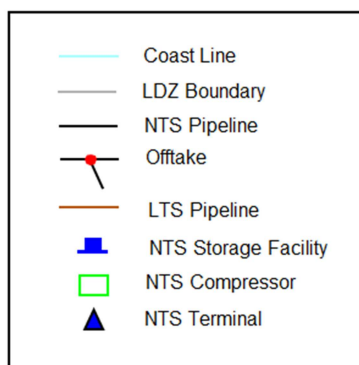 Coast Line
LDZ Boundary
NTS Pipeline
Offtake
LTS Pipeline
NTS Storage Facility
NTS Compressor
NTS Terminal